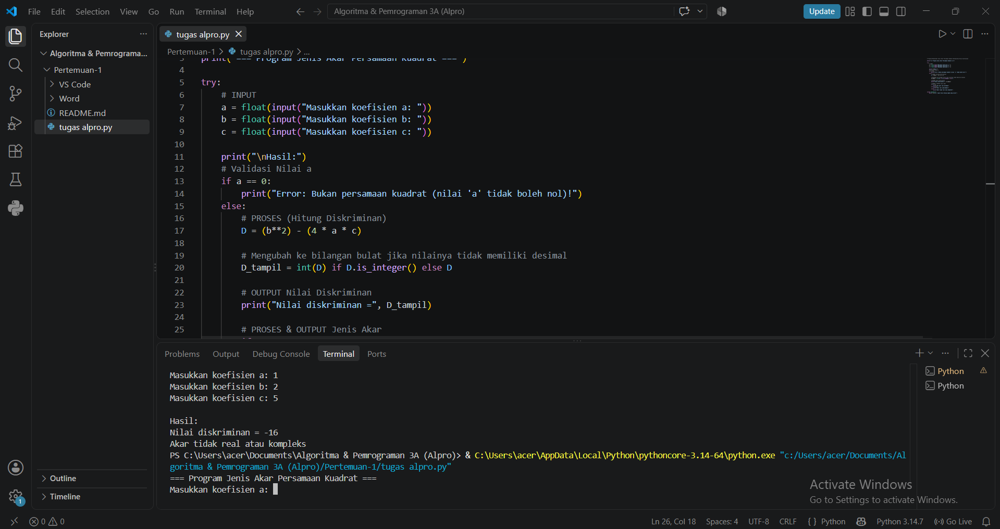 File Edit Selection View Go Run Terminal Help
Algoritma & Pemrograman 3A (Alpro)
Update
Explorer
Algoritma & Pemrograma...
Pertemuan-1
VS Code
Word
README.md
tugas alpro.py
Outline
Timeline
tugas alpro.py
Pertemuan-1 > tugas alpro.py > ...
3 print("=== Program Jenis Akar Persamaan Kuadrat ===")
4
5 try:
6 # INPUT
7 a = float(input("Masukkan koefisien a: "))
8 b = float(input("Masukkan koefisien b: "))
9 c = float(input("Masukkan koefisien c: "))
10
11 print("\nHasil:")
12 # Validasi Nilai a
13 if a == 0:
14 print("Error: Bukan persamaan kuadrat (nilai 'a' tidak boleh nol)!")
15 else:
16 # PROSES (Hitung Diskriminan)
17 D = (b**2) - (4 * a * c)
18
19 # Mengubah ke bilangan bulat jika nilainya tidak memiliki desimal
20 D_tampil = int(D) if D.is_integer() else D
21
22 # OUTPUT Nilai Diskriminan
23 print("Nilai diskriminan =", D_tampil)
24
25 # PROSES & OUTPUT Jenis Akar
Problems Output Debug Console Terminal Ports
Masukkan koefisien a: 1
Masukkan koefisien b: 2
Masukkan koefisien c: 5
Hasil:
Nilai diskriminan = -16
Akar tidak real atau kompleks
PS C:\Users\acer\Documents\Algoritma & Pemrograman 3A (Alpro)> & C:\Users\acer\AppData\Local\Python\pythoncore-3.14-64\python.exe "c:/Users/acer/Documents/Al
goritma & Pemrograman 3A (Alpro)/Pertemuan-1/tugas alpro.py"
=== Program Jenis Akar Persamaan Kuadrat ===
Masukkan koefisien a:
Python
Python
Activate Windows
Go to Settings to activate Windows.
1
0 0
Ln 26, Col 18 Spaces: 4 UTF-8 CRLF { } Python Python 3.14.7 Go Live